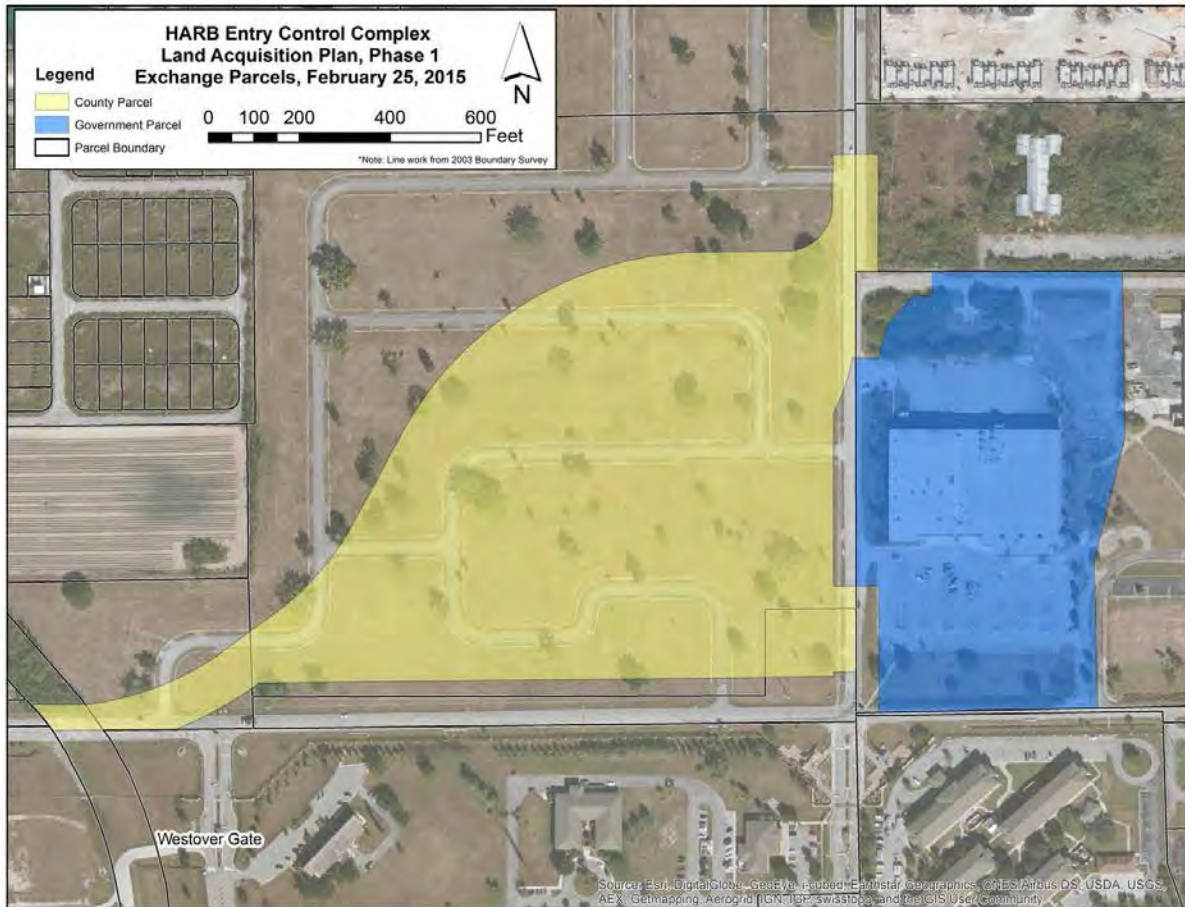 HARB Entry Control Complex
Land Acquisition Plan, Phase 1
Exchange Parcels, February 25, 2015
Legend
County Parcel
Government Parcel
Parcel Boundary
0 100 200 400 600
Feet
N
*Note: Line work from 2003 Boundary Survey
Westover Gate
Source: Esri, DigitalGlobe, GeoEye, i-cubed, Earthstar Geographics, CNES/Airbus DS, USDA, USGS,
AEX, Getmapping, Aerogrid, IGN, IGP, swisstopo, and the GIS User Community